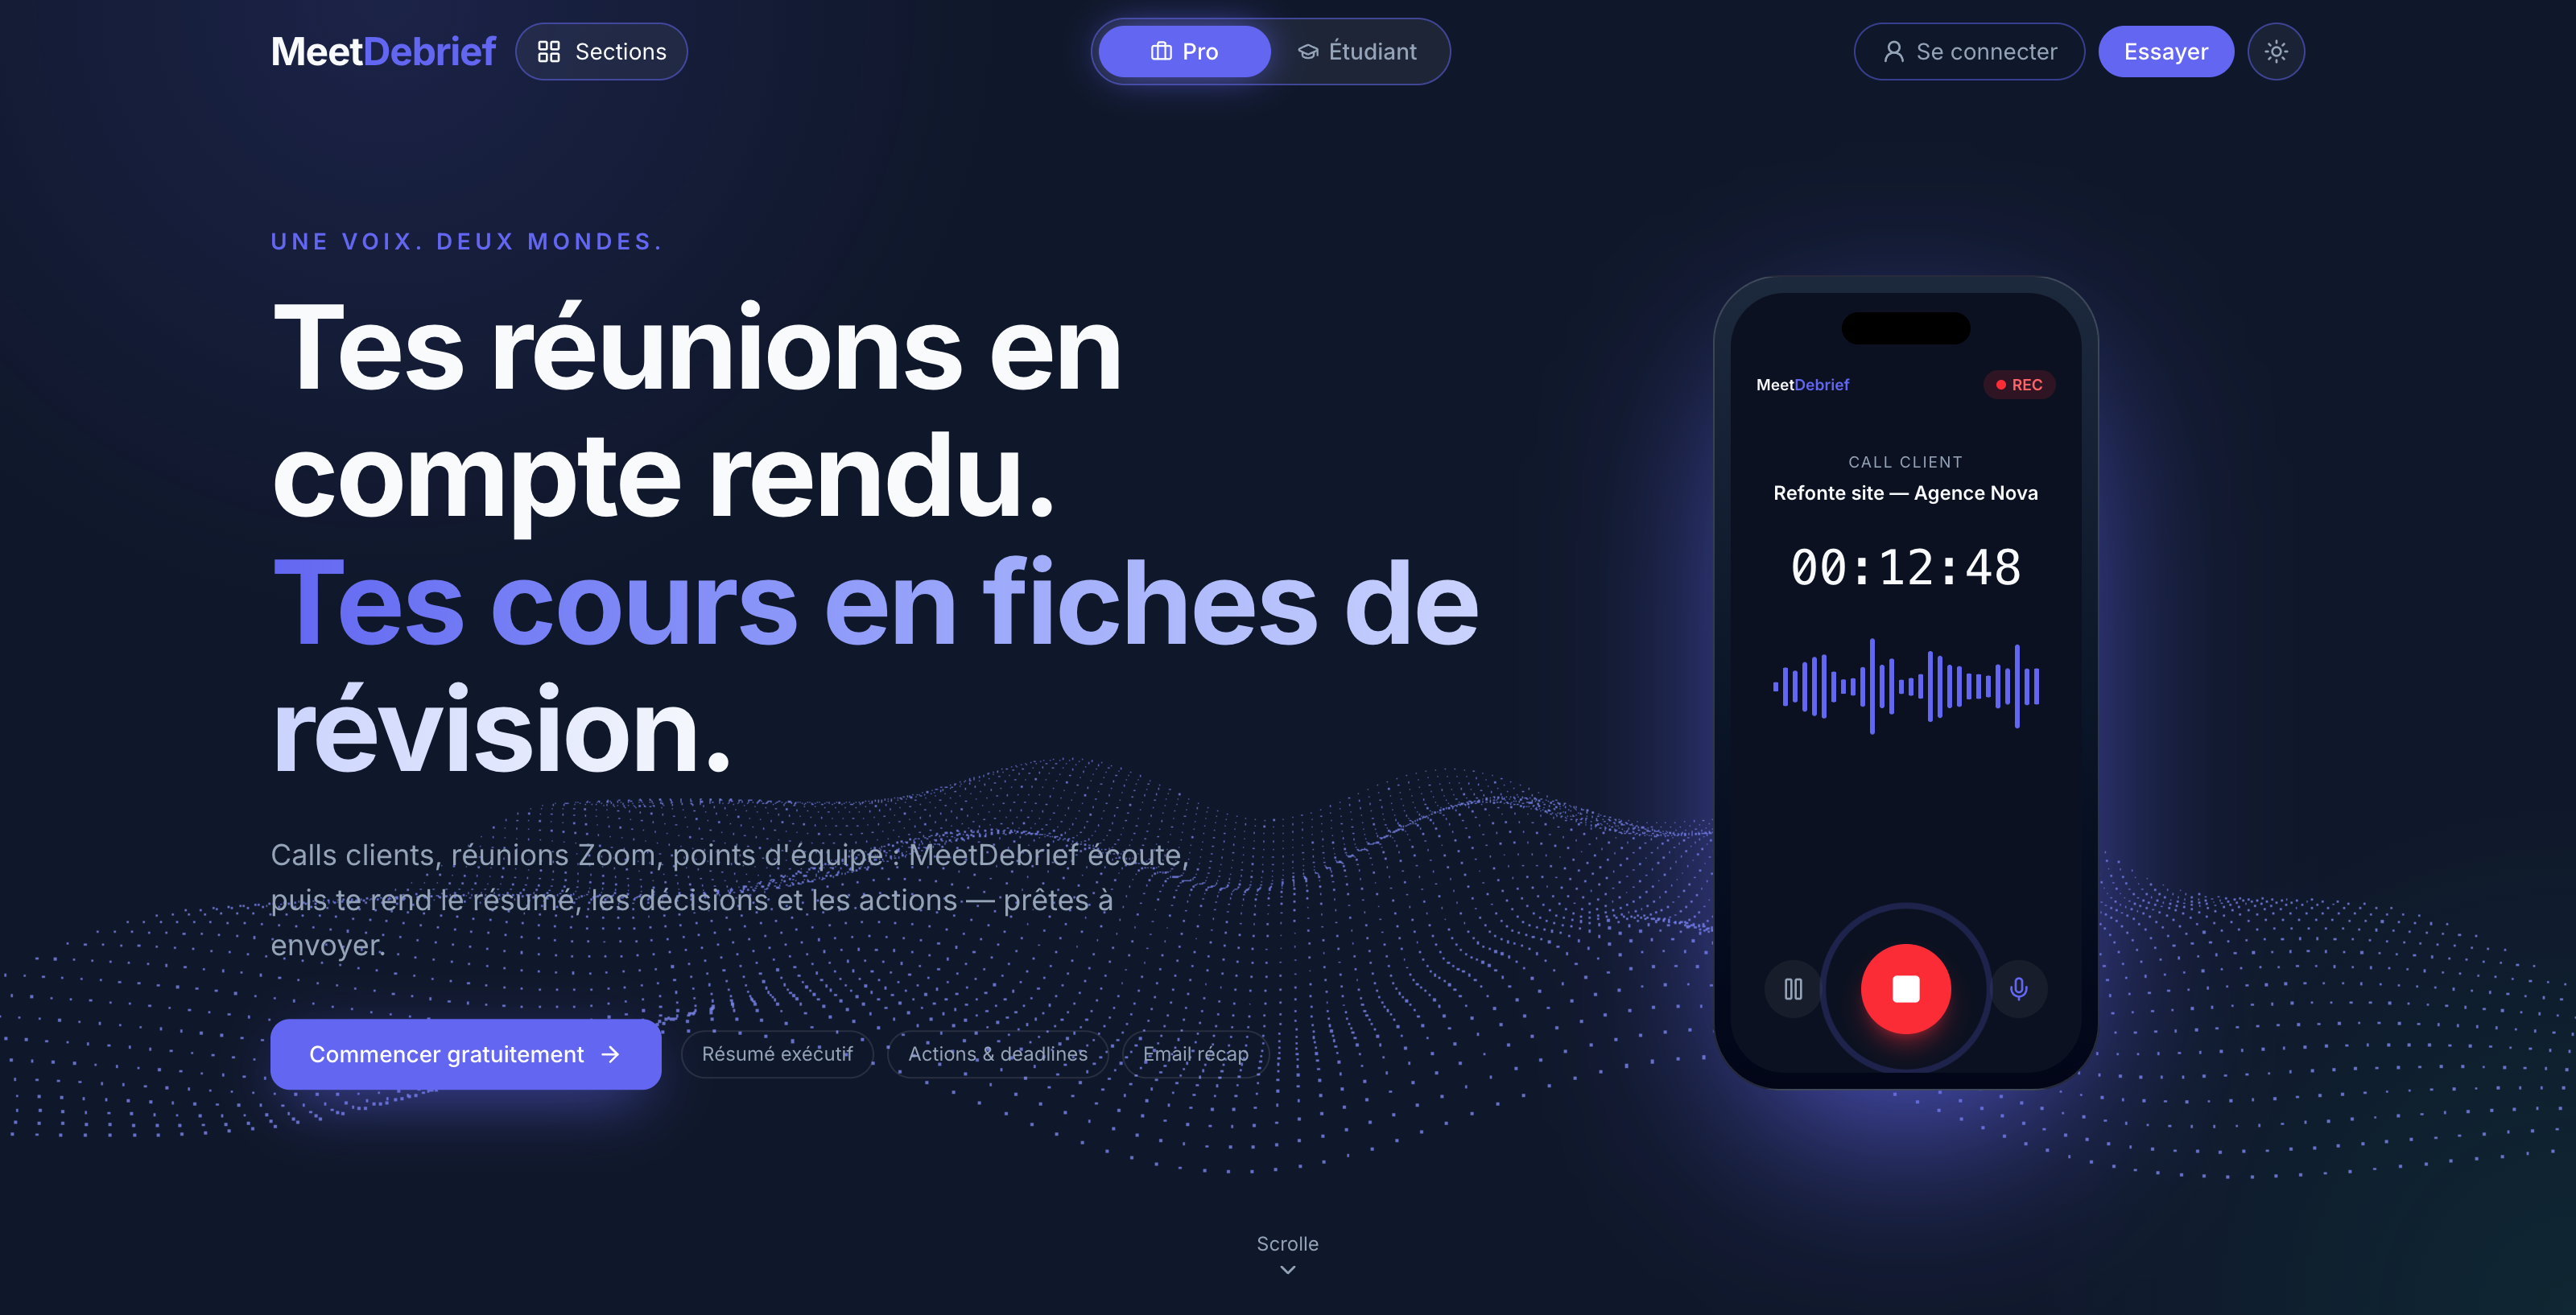 MeetDebrief
Sections
Pro
Étudiant
Se connecter
Essayer
UNE VOIX. DEUX MONDES.
Tes réunions en
compte rendu.
Tes cours en fiches de
révision.
Calls clients, réunions Zoom, points d'équipe : MeetDebrief écoute,
puis te rend le résumé, les décisions et les actions — prêtes à
envoyer.
Commencer gratuitement →
Résumé exécutif
Actions & deadlines
Email récap
MeetDebrief
REC
CALL CLIENT
Refonte site — Agence Nova
00:12:48
Scrolle